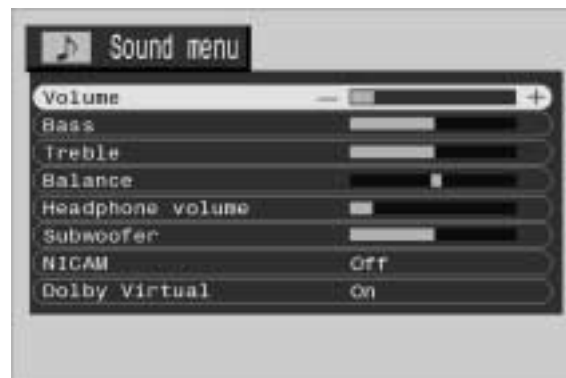 Sound menu
Volume — +
Bass
Treble
Balance
Headphone volume
Subwoofer
NICAM Off
Dolby Virtual On